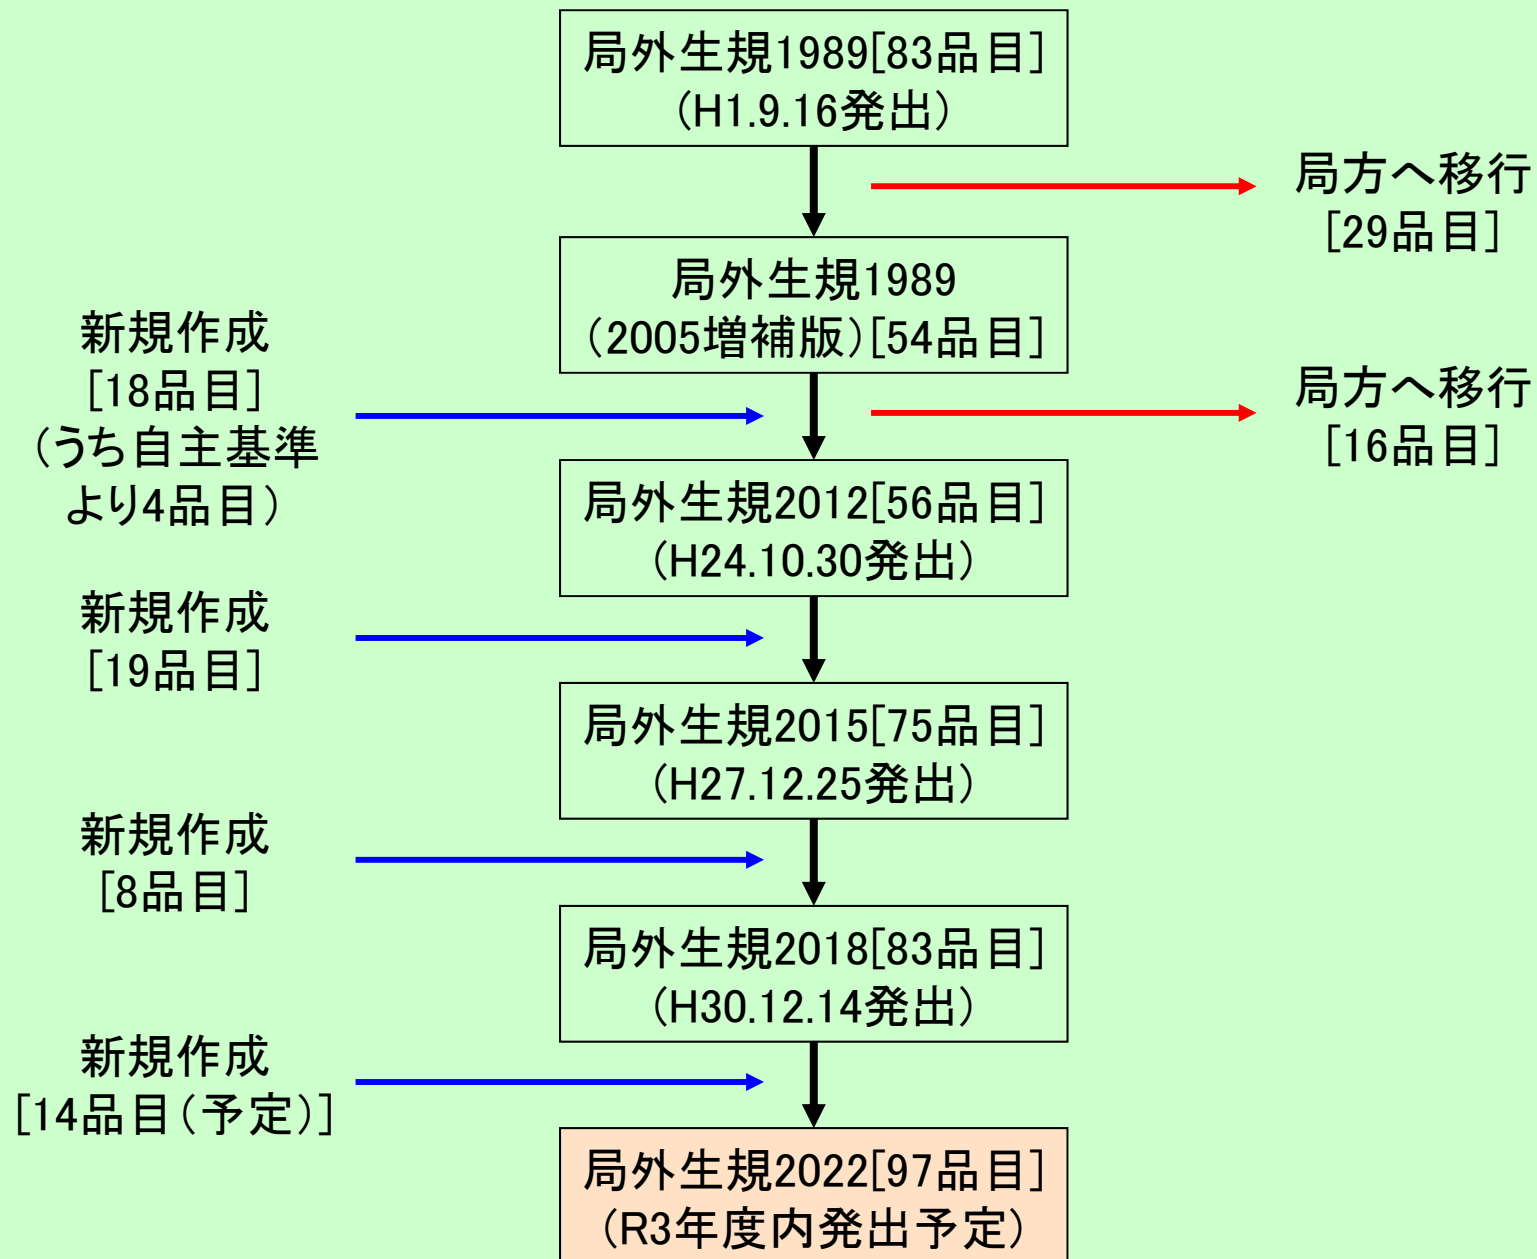 局外生規1989[83品目]
(H1.9.16発出)
局方へ移行
[29品目]
局外生規1989
(2005増補版)[54品目]
新規作成
[18品目]
(うち自主基準
より4品目)
局方へ移行
[16品目]
局外生規2012[56品目]
(H24.10.30発出)
新規作成
[19品目]
局外生規2015[75品目]
(H27.12.25発出)
新規作成
[8品目]
局外生規2018[83品目]
(H30.12.14発出)
新規作成
[14品目(予定)]
局外生規2022[97品目]
(R3年度内発出予定)